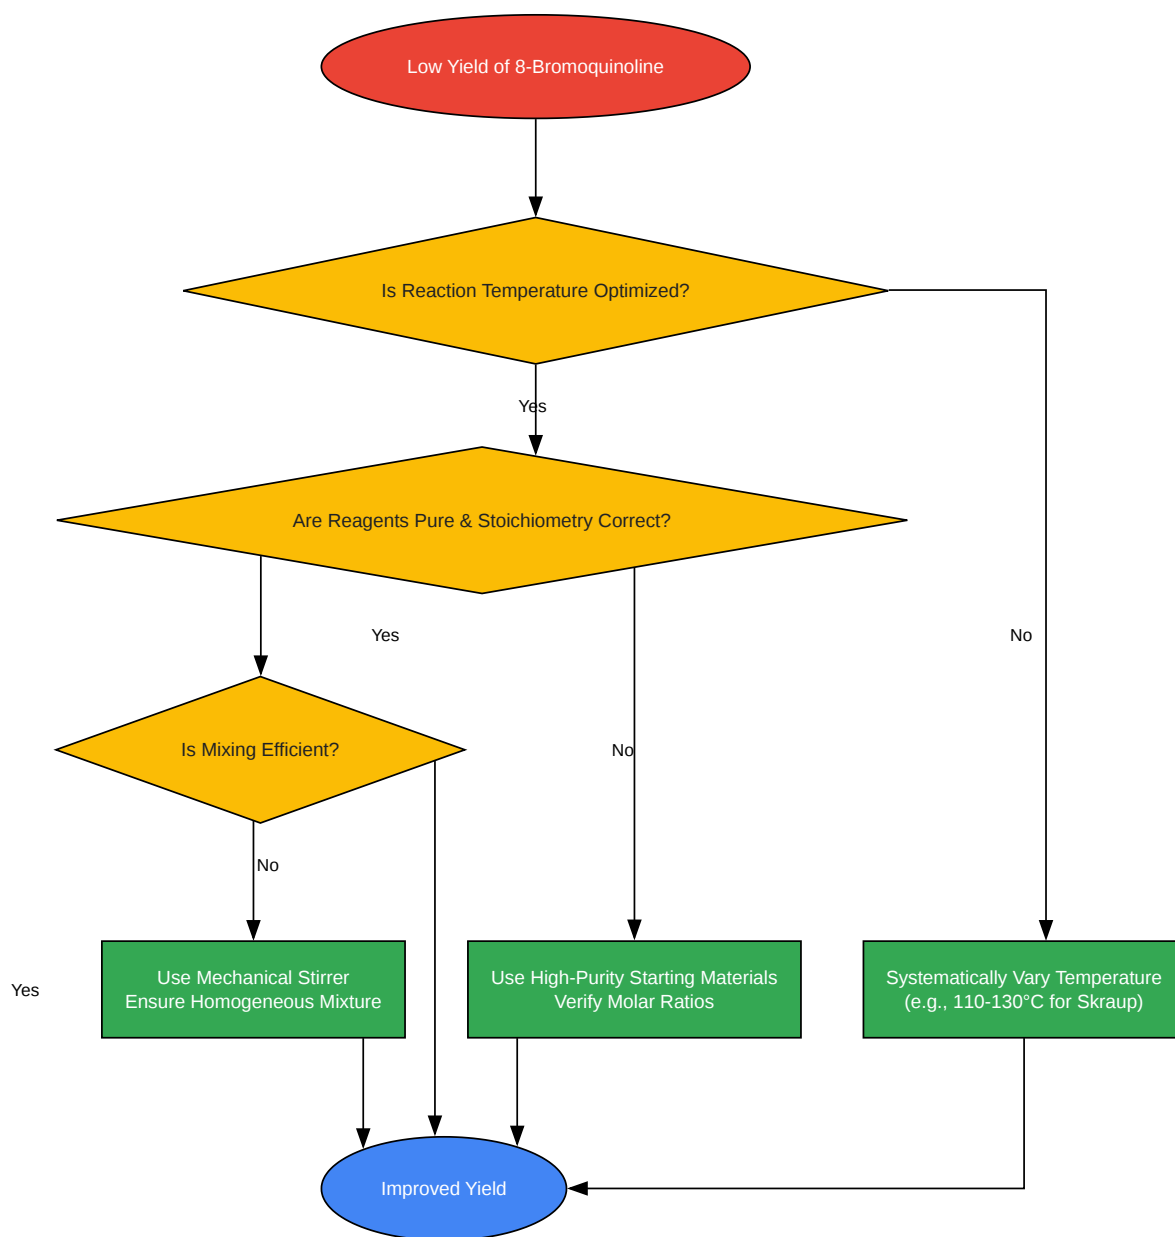 Low Yield of 8-Bromoquinoline
Is Reaction Temperature Optimized?
Yes
Are Reagents Pure & Stoichiometry Correct?
Yes
No
Is Mixing Efficient?
No
No
Use Mechanical Stirrer
Ensure Homogeneous Mixture
Use High-Purity Starting Materials
Verify Molar Ratios
Systematically Vary Temperature
(e.g., 110-130°C for Skraup)
Yes
Improved Yield